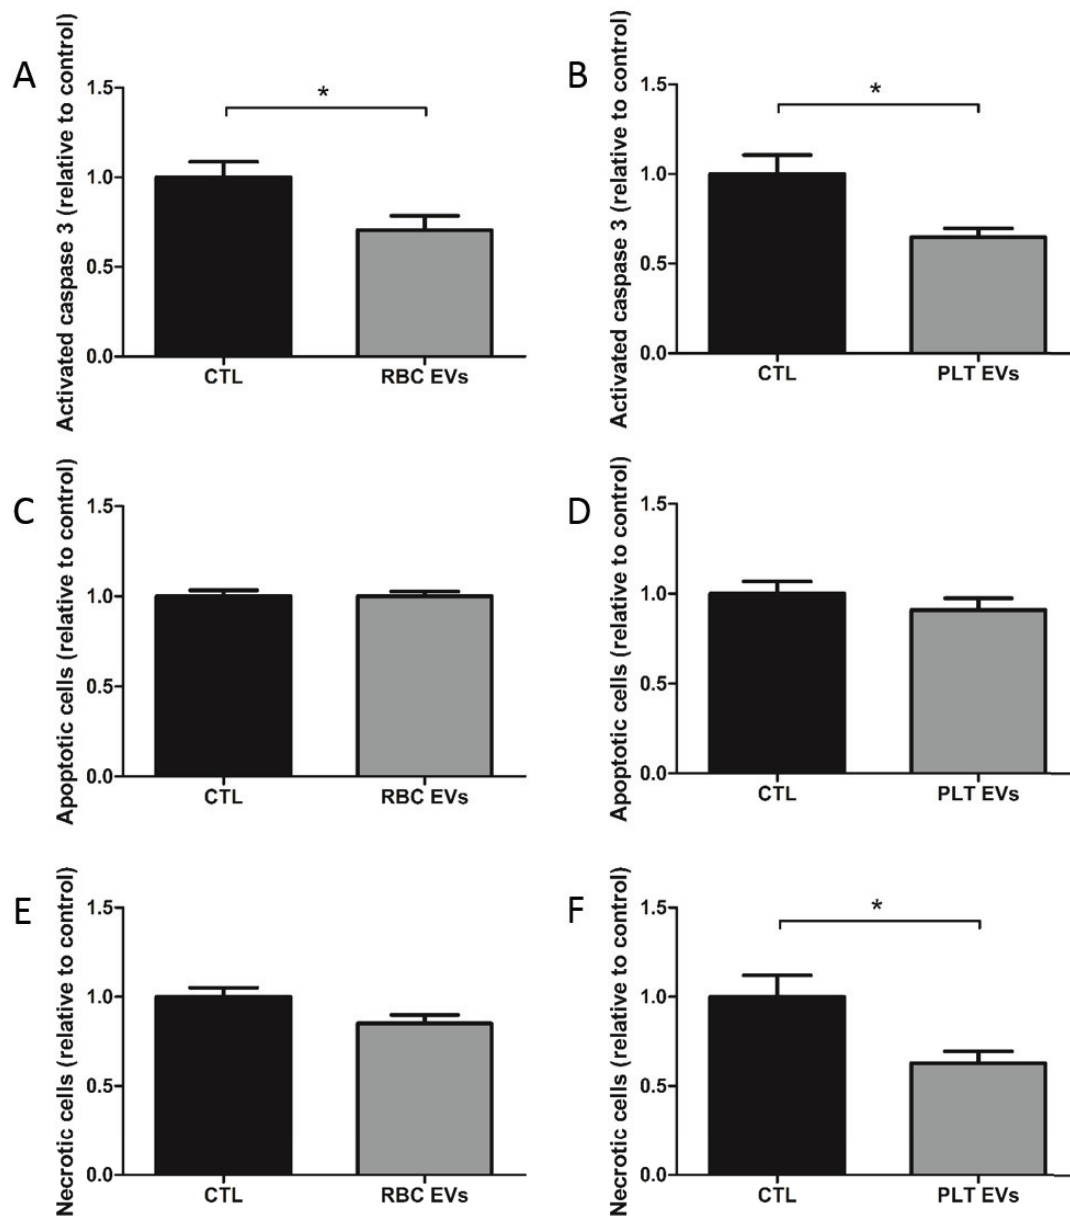 A
Activated caspase 3 (relative to control)
1.5
1.0
0.5
0.0
*
CTL
RBC EVs
B
Activated caspase 3 (relative to control)
1.5
1.0
0.5
0.0
*
CTL
PLT EVs
C
Apoptotic cells (relative to control)
1.5
1.0
0.5
0.0
CTL
RBC EVs
D
Apoptotic cells (relative to control)
1.5
1.0
0.5
0.0
CTL
PLT EVs
E
Necrotic cells (relative to control)
1.5
1.0
0.5
0.0
CTL
RBC EVs
F
Necrotic cells (relative to control)
1.5
1.0
0.5
0.0
*
CTL
PLT EVs